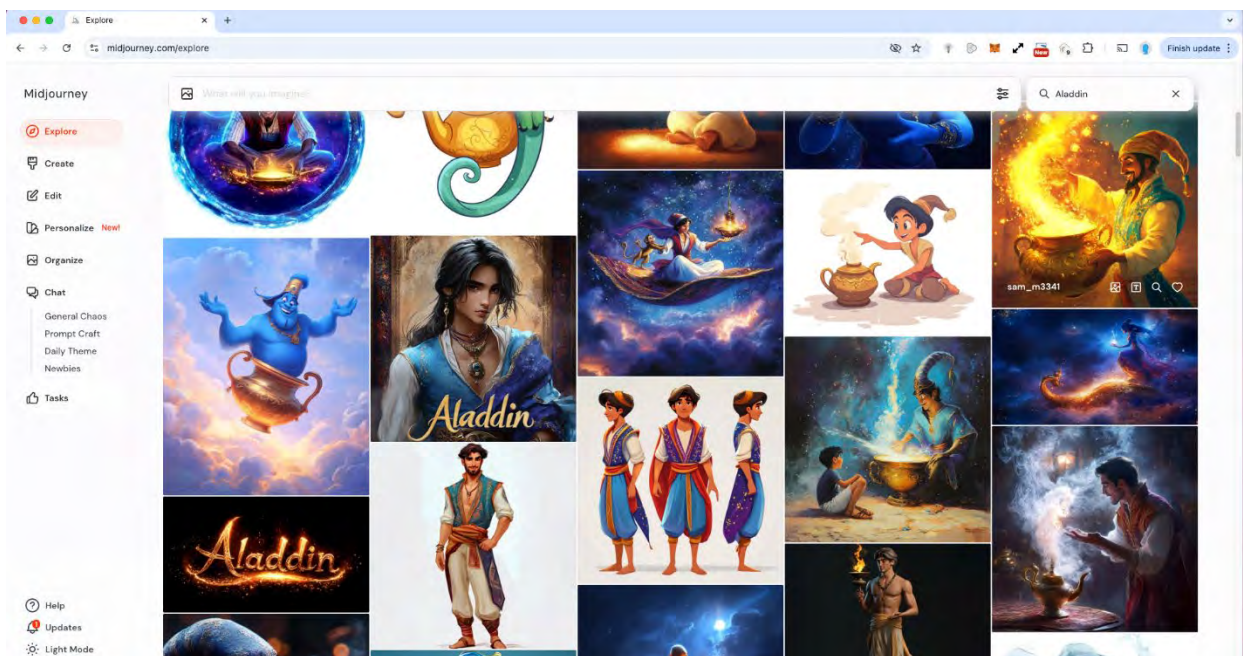 Explore
midjourney.com/explore
New
Finish update
Midjourney
What will you imagine?
Aladdin
Explore
Create
Edit
Personalize New!
Organize
Chat
General Chaos
Prompt Craft
Daily Theme
Newbies
Tasks
Help
Updates
Light Mode
sam_m3341
Aladdin
Aladdin